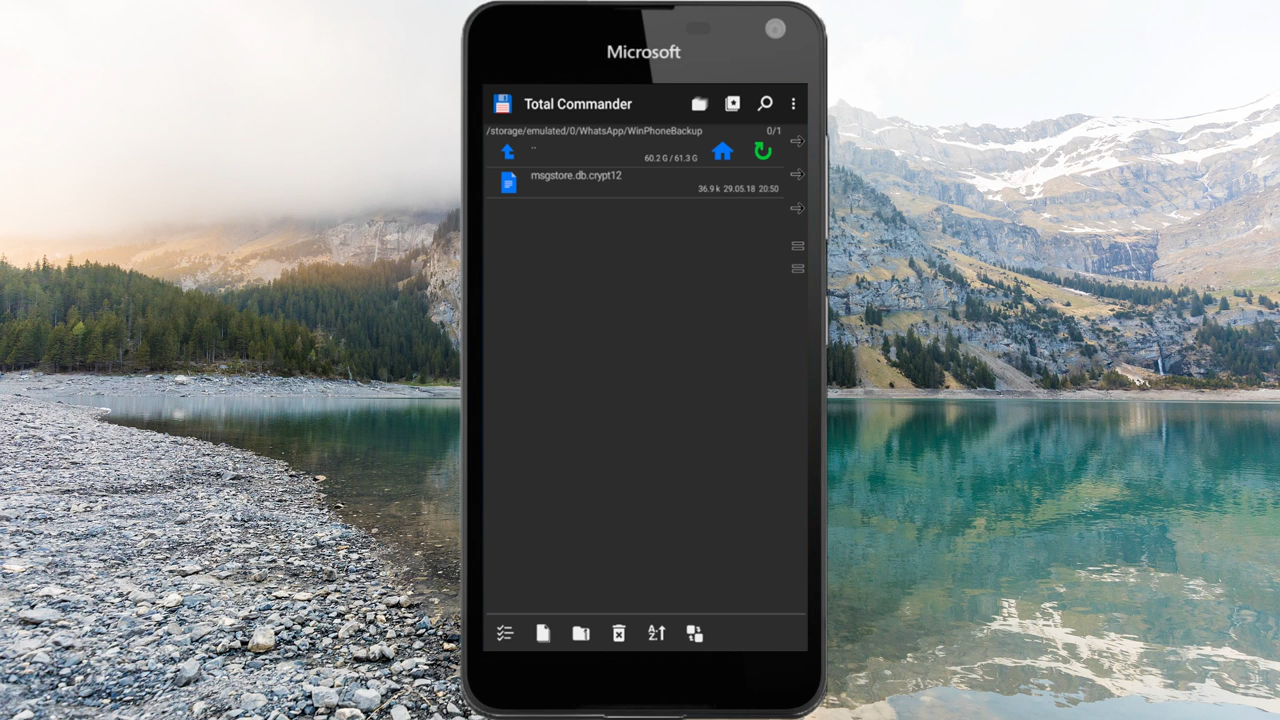 Microsoft
Total Commander
/storage/emulated/0/WhatsApp/WinPhoneBackup 0/1
..
60.2 G / 61.3 G
msgstore.db.crypt12
36.9 k 29.05.18 20:50
A
Z
1